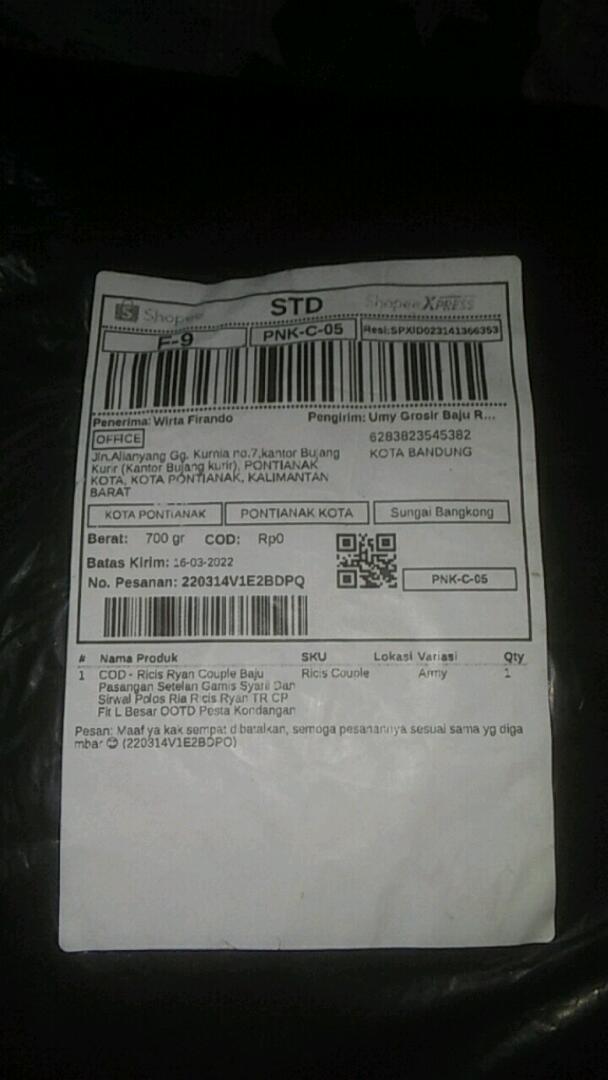 Shopee STD Shopee XPRESS
F-9 PNK-C-05 Resi:SPXID023141366353
Penerima: Wirta Firando Pengirim: Umy Grosir Baju R...
OFFICE 6283823545382
Jln.Alianyang Gg. Kurnia no.7,kantor Bujang KOTA BANDUNG
Kurir (Kantor Bujang kurir), PONTIANAK
KOTA, KOTA PONTIANAK, KALIMANTAN
BARAT
KOTA PONTIANAK PONTIANAK KOTA Sungai Bangkong
Berat: 700 gr COD: Rp0
Batas Kirim: 16-03-2022
No. Pesanan: 220314V1E2BDPQ PNK-C-05
# Nama Produk SKU Lokasi Variasi Qty
1 COD - Ricis Ryan Couple Baju Ricis Couple Army 1
Pasangan Setelan Gamis Syarii Dan
Sirwal Polos Ria Ricis Ryan TR CP
Fit L Besar OOTD Pesta Kondangan
Pesan: Maaf ya kak sempat dibatalkan, semoga pesanannya sesuai sama yg diga
mbar 😊 (220314V1E2BDPQ)